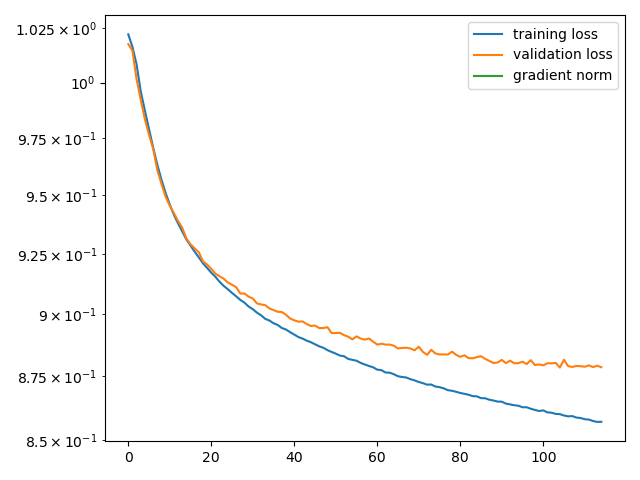 1.025 × 10⁰
10⁰
9.75 × 10⁻¹
9.5 × 10⁻¹
9.25 × 10⁻¹
9 × 10⁻¹
8.75 × 10⁻¹
8.5 × 10⁻¹
0 20 40 60 80 100
training loss
validation loss
gradient norm